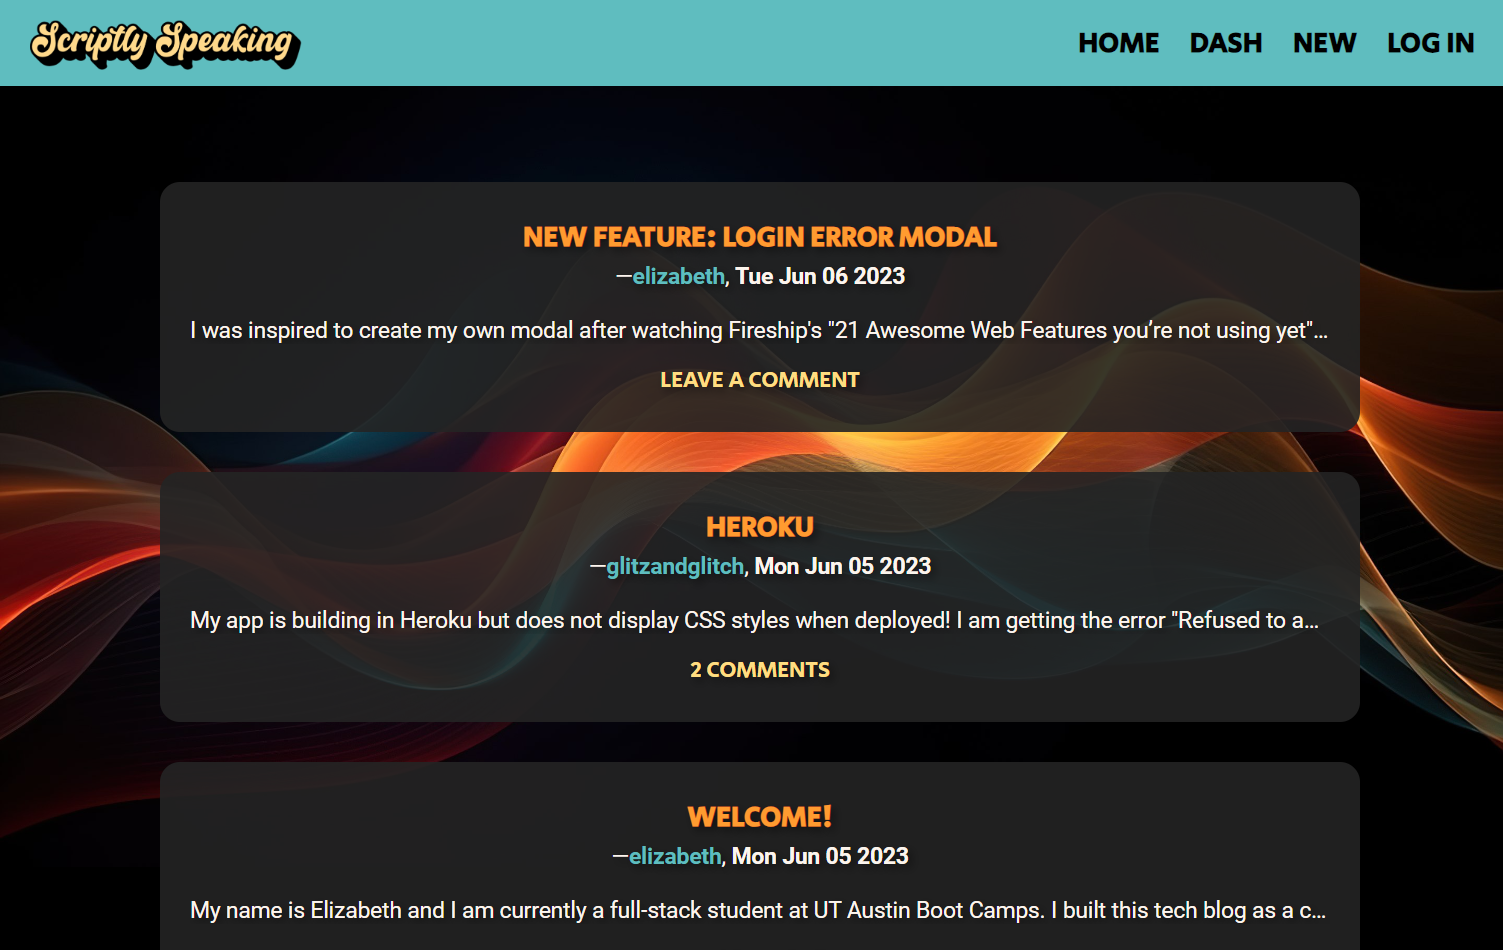 Scriptly Speaking
HOME DASH NEW LOG IN
NEW FEATURE: LOGIN ERROR MODAL
—elizabeth, Tue Jun 06 2023
I was inspired to create my own modal after watching Fireship's "21 Awesome Web Features you’re not using yet"...
LEAVE A COMMENT
HEROKU
—glitzandglitch, Mon Jun 05 2023
My app is building in Heroku but does not display CSS styles when deployed! I am getting the error "Refused to a...
2 COMMENTS
WELCOME!
—elizabeth, Mon Jun 05 2023
My name is Elizabeth and I am currently a full-stack student at UT Austin Boot Camps. I built this tech blog as a c...